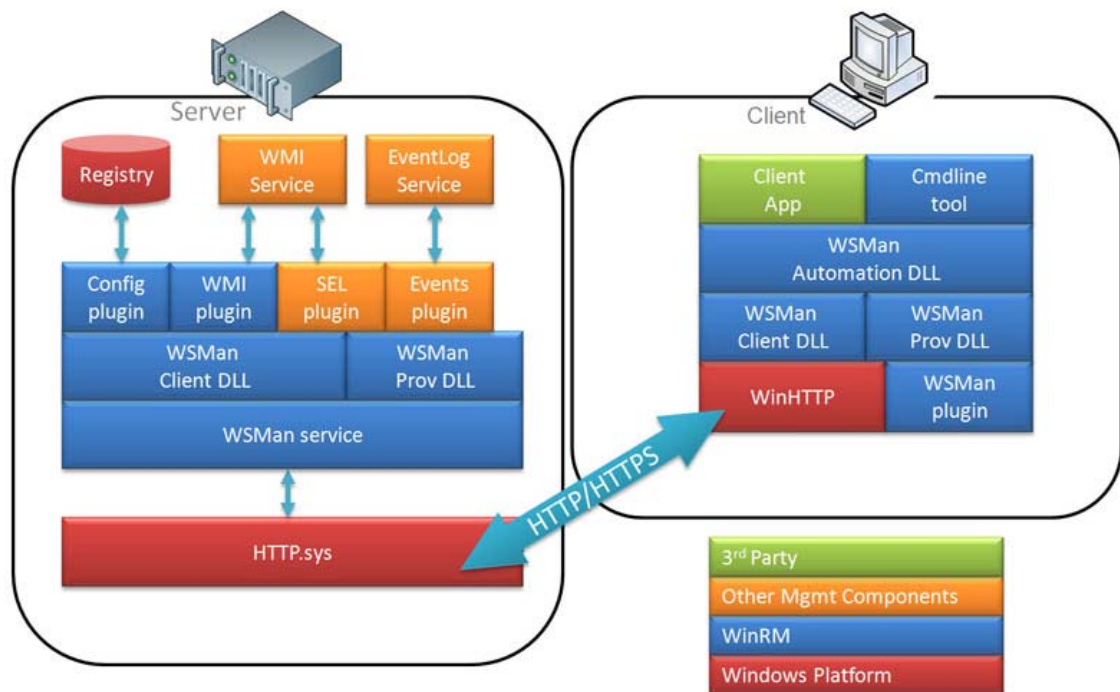 Server
Registry
WMI
Service
EventLog
Service
Config
plugin
WMI
plugin
SEL
plugin
Events
plugin
WSMan
Client DLL
WSMan
Prov DLL
WSMan service
HTTP.sys
HTTP/HTTPS
Client
Client
App
Cmdline
tool
WSMan
Automation DLL
WSMan
Client DLL
WSMan
Prov DLL
WinHTTP
WSMan
plugin
3rd Party
Other Mgmt Components
WinRM
Windows Platform